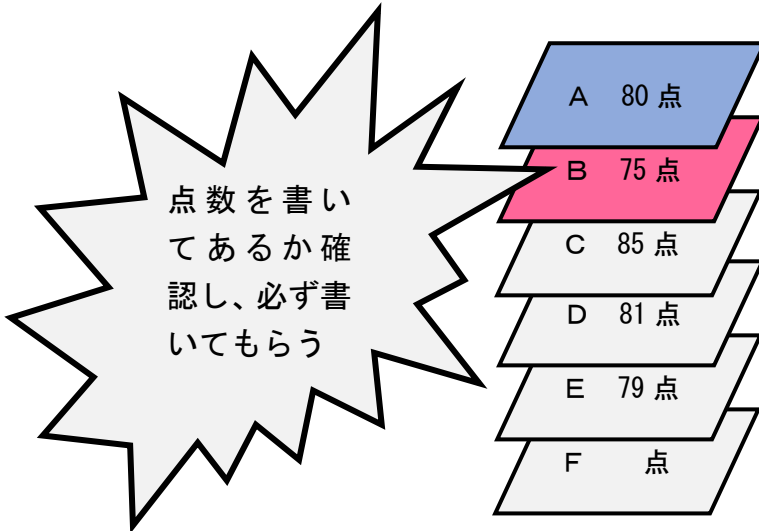 点数を書い
てあるか確
認し、必ず書
いてもらう
A 80点
B 75点
C 85点
D 81点
E 79点
F 点